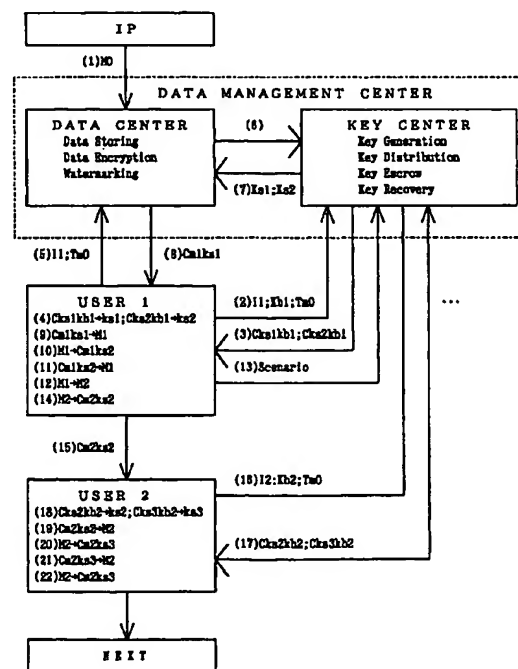 IP
(1)M0
DATA MANAGEMENT CENTER
DATA CENTER
Data Storing
Data Encryption
Watermarking
(6)
(7)Ks1;Ks2
KEY CENTER
Key Generation
Key Distribution
Key Escrow
Key Recovery
(5)I1;Tm0
(8)Cm1ks1
USER 1
(4)Cks1kb1→ks1;Cks2kb1→ks2
(9)Cm1ks1→M1
(10)M1→Cm1ks2
(11)Cm1ks2→M1
(12)M1→M2
(14)M2→Cm2ks2
(2)I1;Kb1;Tm0
(3)Cks1kb1;Cks2kb1
(13)Scenario
...
(15)Cm2ks2
USER 2
(18)Cks2kb2→ks2;Cks3kb2→ks3
(19)Cm2ks2→M2
(20)M2→Cm2ks3
(21)Cm2ks3→M2
(22)M2→Cm2ks3
(16)I2;Kb2;Tm0
(17)Cks2kb2;Cks3kb2
NEXT